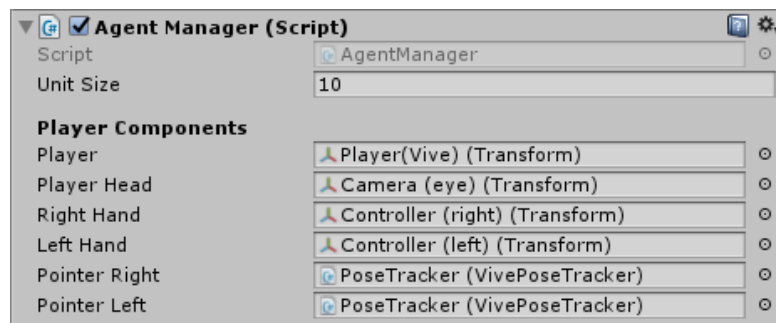 Agent Manager (Script)
Script AgentManager
Unit Size 10
Player Components
Player Player(Vive) (Transform)
Player Head Camera (eye) (Transform)
Right Hand Controller (right) (Transform)
Left Hand Controller (left) (Transform)
Pointer Right PoseTracker (VivePoseTracker)
Pointer Left PoseTracker (VivePoseTracker)